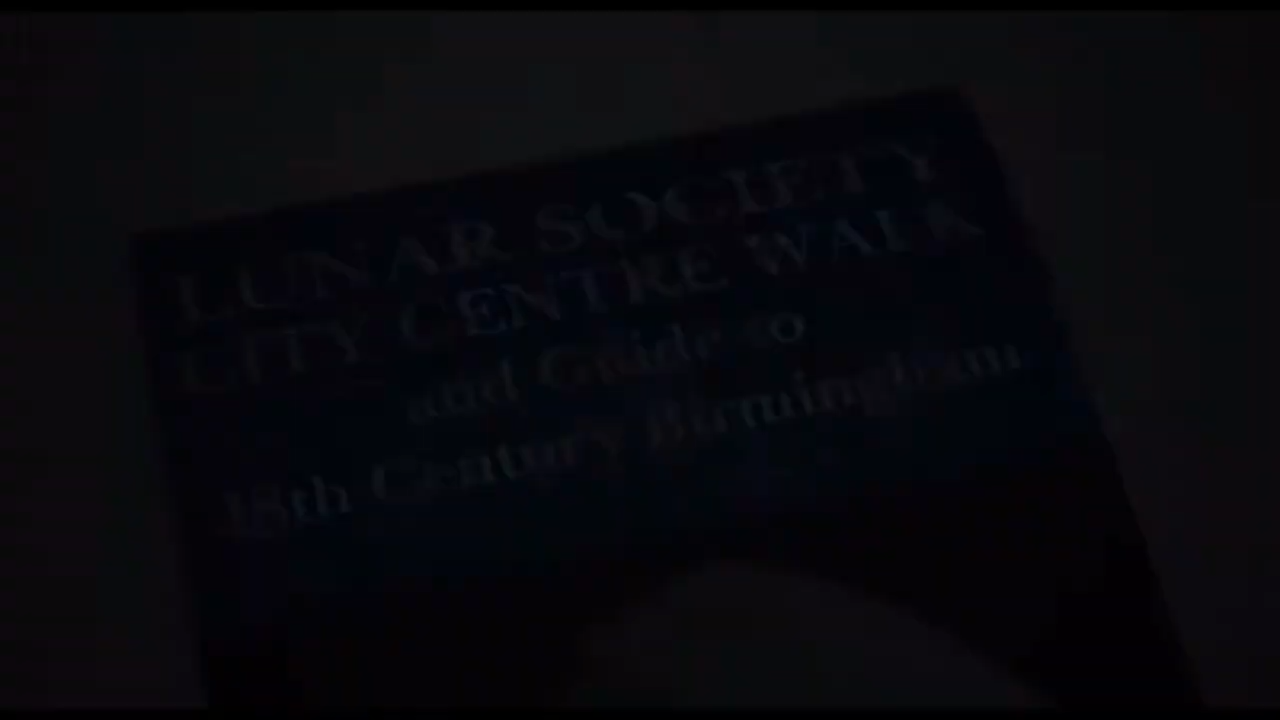 LUNAR SOCIETY
CITY CENTRE WALK
and Guide to
18th Century Birmingham